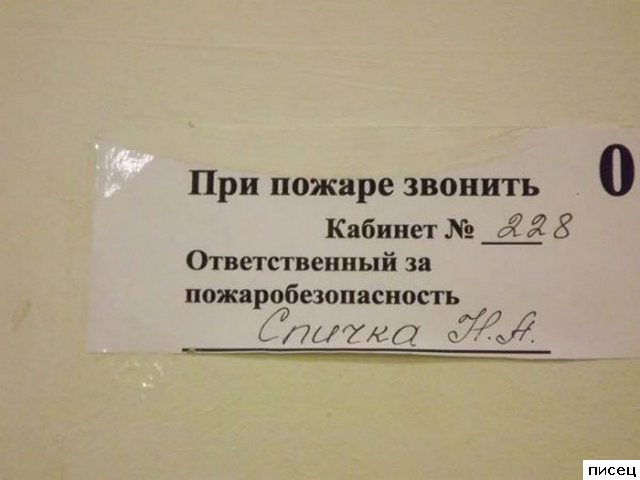 При пожаре звонить 0
Кабинет № 228
Ответственный за
пожаробезопасность
Спичка Н.А.
писец